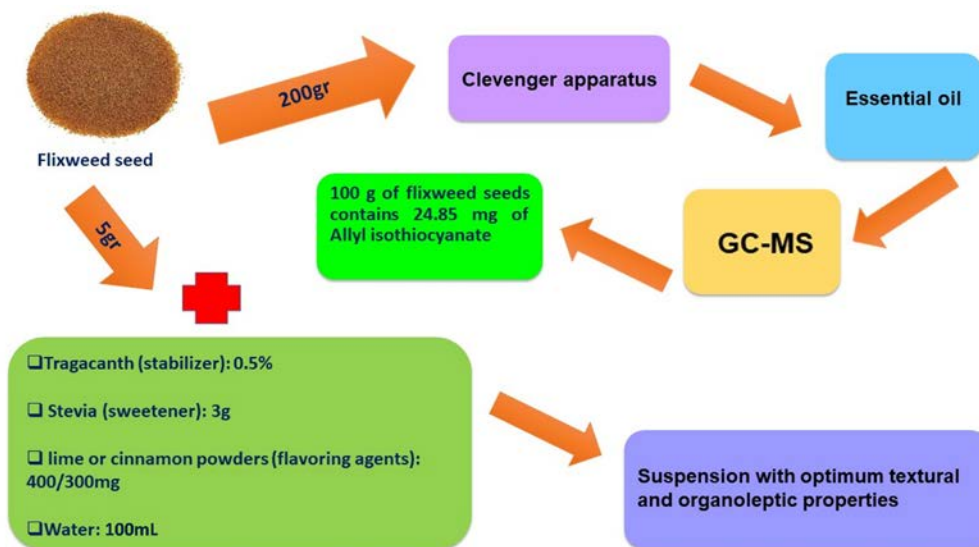 Flixweed seed
200gr
Clevenger apparatus
Essential oil
GC-MS
100 g of flixweed seeds
contains 24.85 mg of
Allyl isothiocyanate
5gr
❑Tragacanth (stabilizer): 0.5%
❑ Stevia (sweetener): 3g
❑ lime or cinnamon powders (flavoring agents):
400/300mg
❑Water: 100mL
Suspension with optimum textural
and organoleptic properties